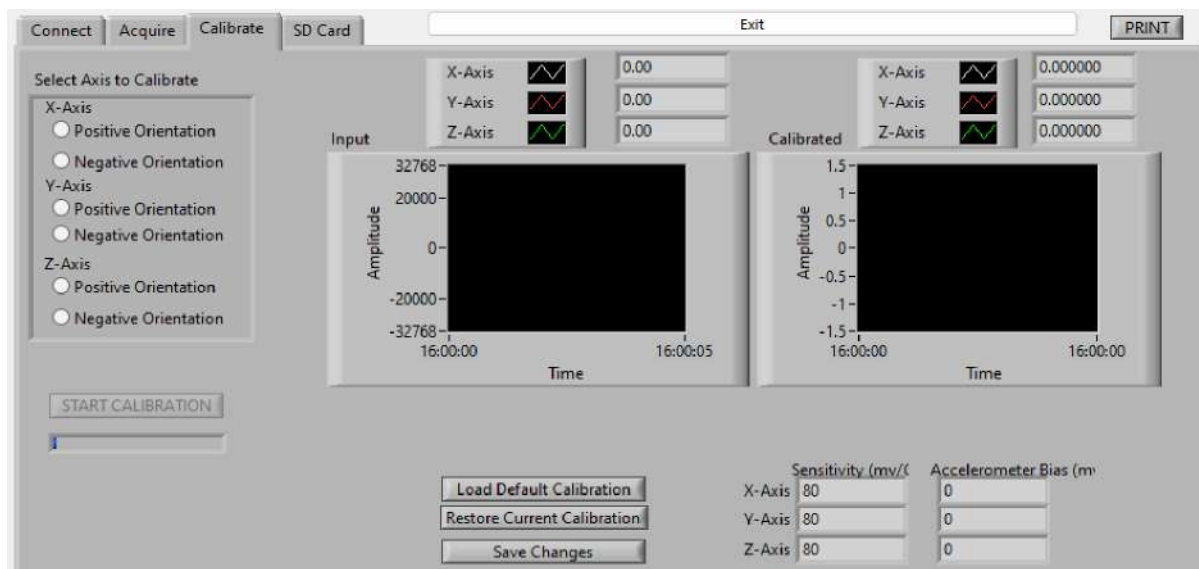 Connect Acquire Calibrate SD Card Exit PRINT
Select Axis to Calibrate
X-Axis
Positive Orientation
Negative Orientation
Y-Axis
Positive Orientation
Negative Orientation
Z-Axis
Positive Orientation
Negative Orientation
START CALIBRATION
X-Axis 0.00
Y-Axis 0.00
Z-Axis 0.00
Input
32768
20000
0
-20000
-32768
Amplitude
16:00:00 16:00:05
Time
X-Axis 0.000000
Y-Axis 0.000000
Z-Axis 0.000000
Calibrated
1.5
1
0.5
0
-0.5
-1
-1.5
Amplitude
16:00:00 16:00:00
Time
Load Default Calibration
Restore Current Calibration
Save Changes
Sensitivity (mv/( Accelerometer Bias (m
X-Axis 80 0
Y-Axis 80 0
Z-Axis 80 0